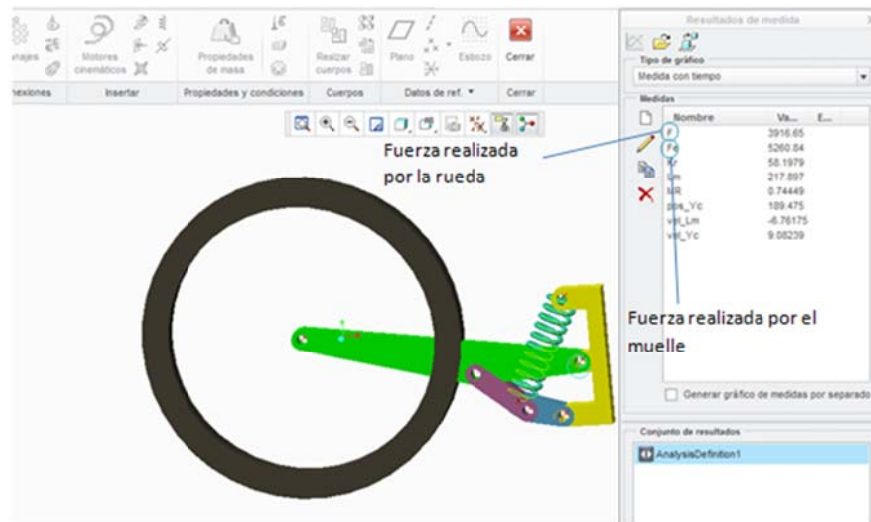 Resultados de medida
najes
Motores
cinemáticos
Propiedades
de masa
Realzar
cuerpos
Plano
Esbozo
Cerrar
nexiones
Insertar
Propiedades y condiciones
Cuerpos
Datos de ref.
Cerrar
Tipo de gráfico
Medida con tiempo
Medidas
Nombre Va... E...
F 3916.65
Fe 5260.84
58.1979
217.897
0.74449
pos_Yc 189.475
vel_Lm -6.76175
vel_Yc 9.08239
Fuerza realizada
por la rueda
Fuerza realizada por el
muelle
Generar gráfico de medidas por separado
Conjunto de resultados
AnalysisDefinition1